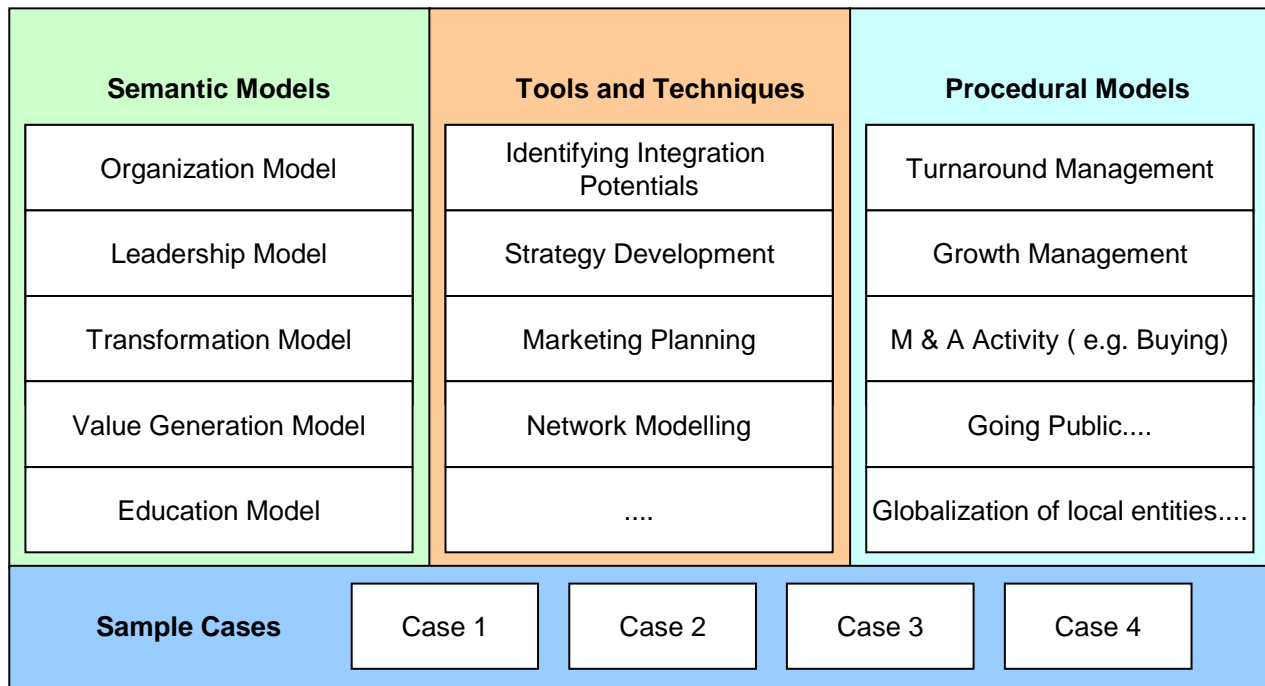 Semantic Models
Organization Model
Leadership Model
Transformation Model
Value Generation Model
Education Model
Tools and Techniques
Identifying Integration
Potentials
Strategy Development
Marketing Planning
Network Modelling
....
Procedural Models
Turnaround Management
Growth Management
M & A Activity ( e.g. Buying)
Going Public....
Globalization of local entities....
Sample Cases
Case 1
Case 2
Case 3
Case 4